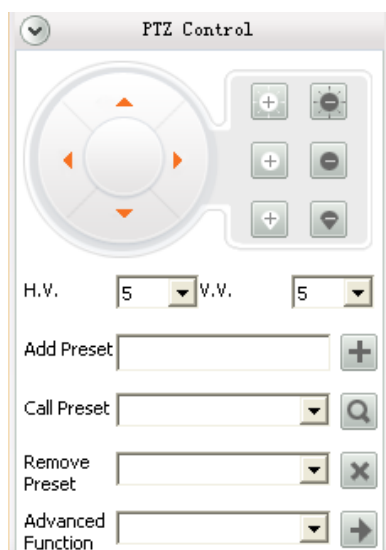 PTZ Control
H.V. 5 V.V. 5
Add Preset
Call Preset
Remove
Preset
Advanced
Function